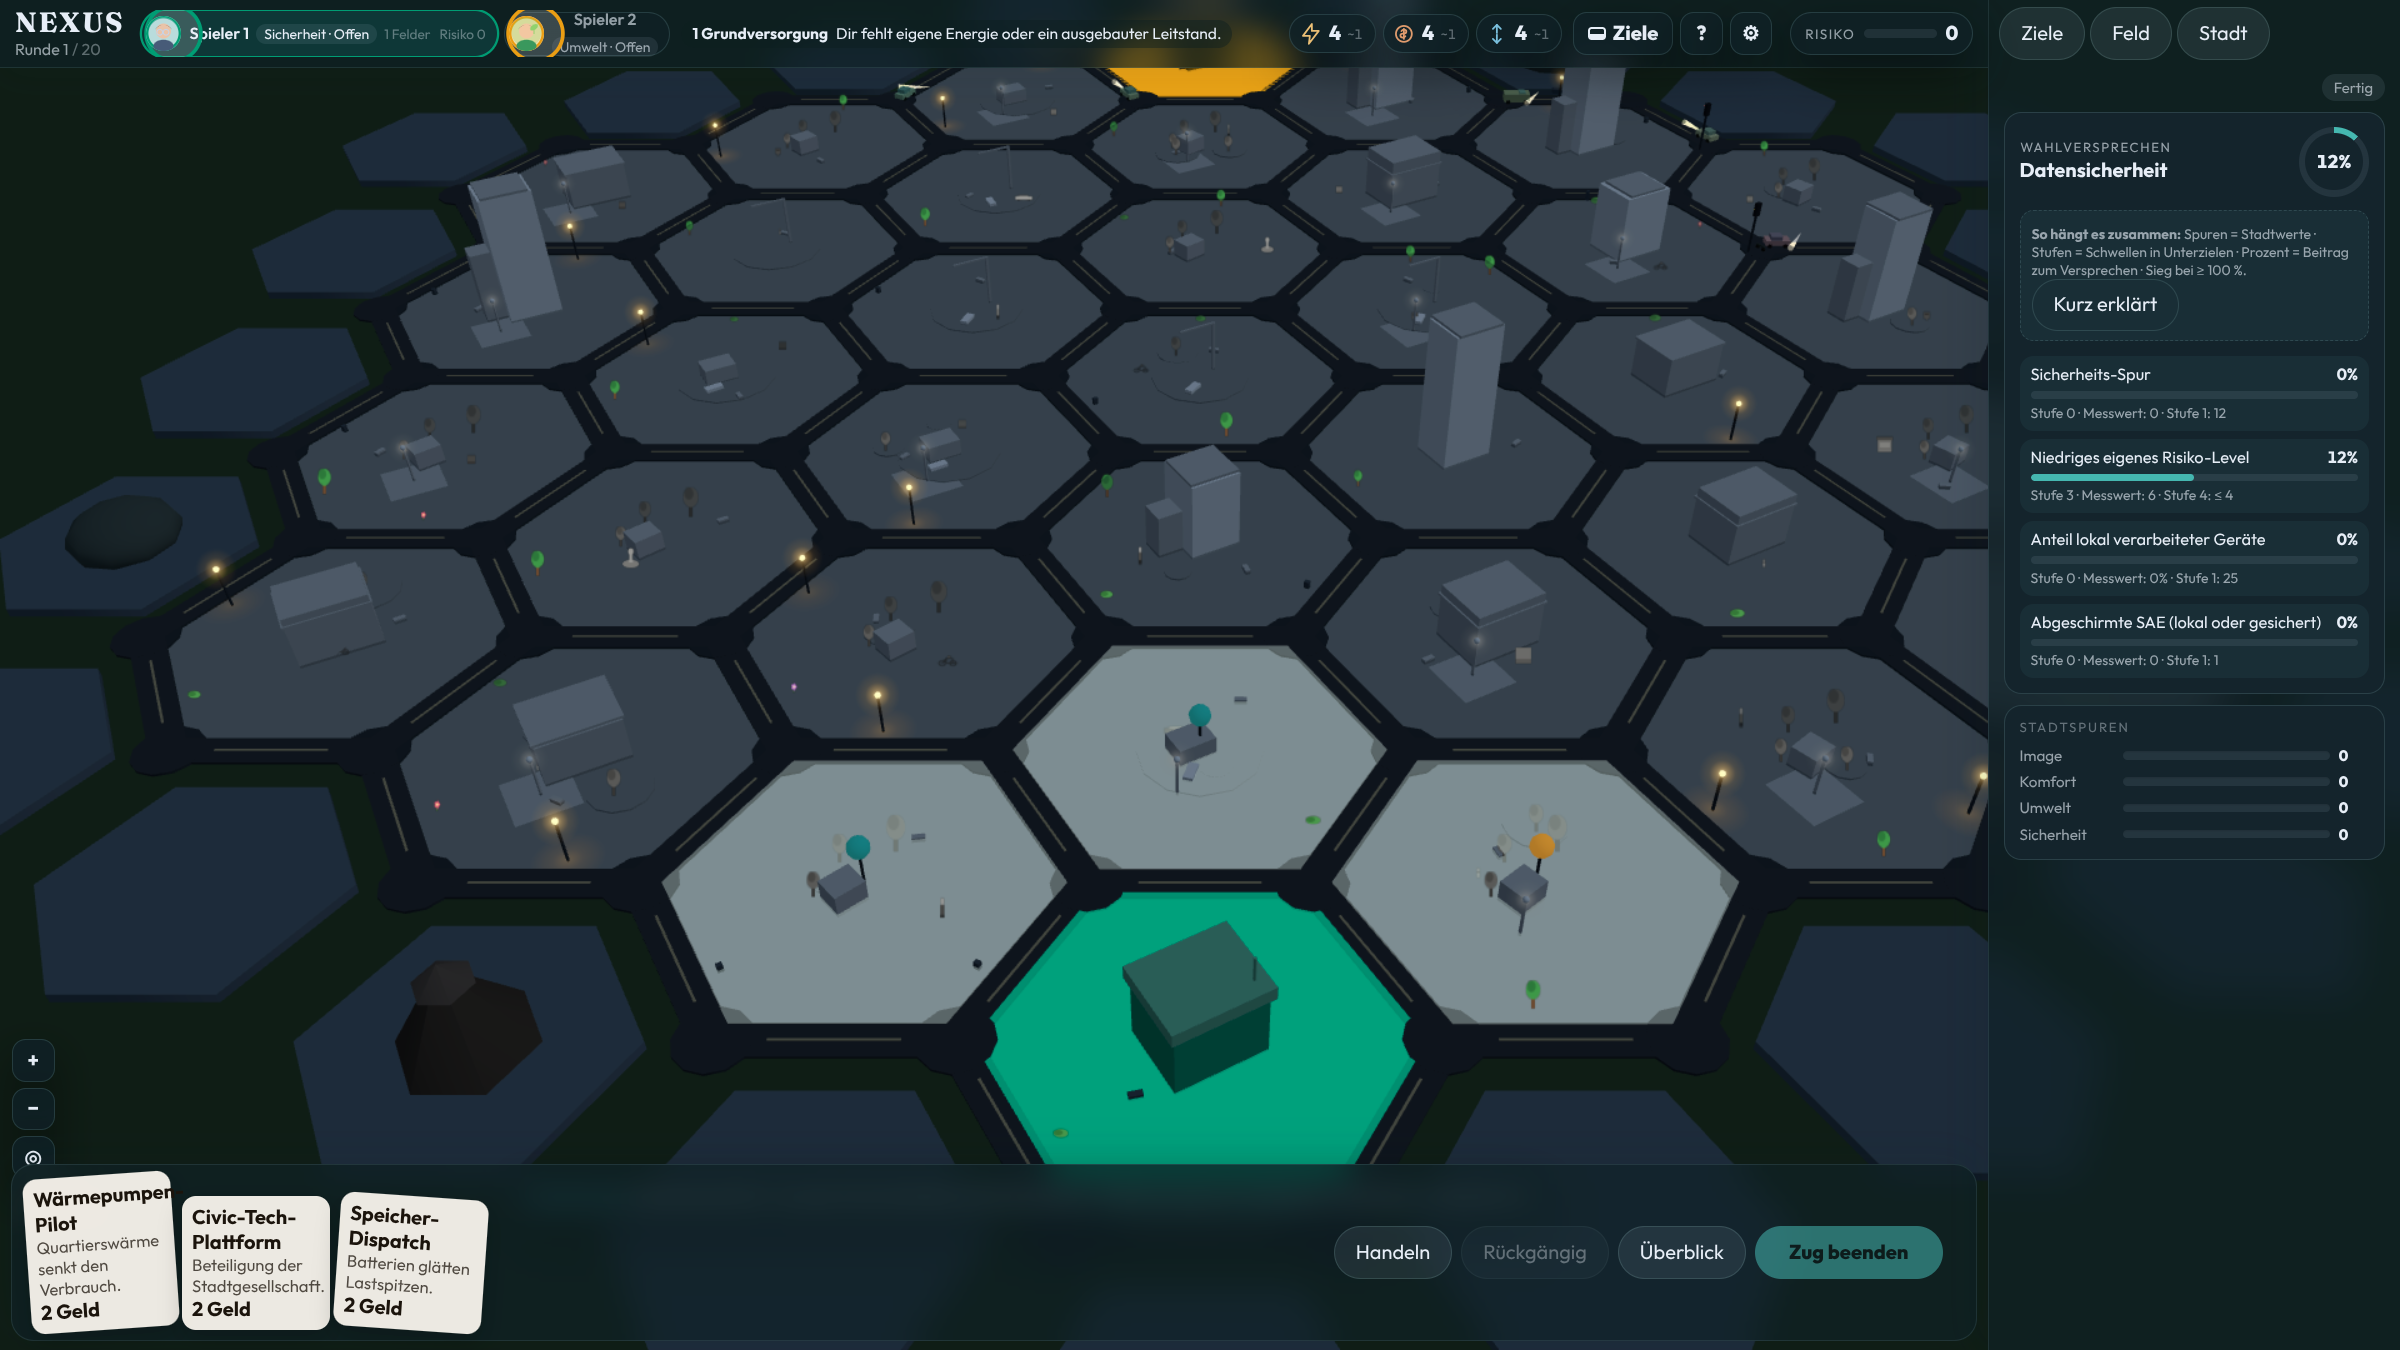 NEXUS
Runde 1 / 20
Spieler 1 Sicherheit · Offen 1 Felder Risiko 0
Spieler 2
Umwelt · Offen
1 Grundversorgung Dir fehlt eigene Energie oder ein ausgebauter Leitstand.
4 ~1
4 ~1
4 ~1
Ziele
?
RISIKO 0
Ziele
Feld
Stadt
Fertig
WAHLVERSPRECHEN
Datensicherheit
12%
So hängt es zusammen: Spuren = Stadtwerte ·
Stufen = Schwellen in Unterzielen · Prozent = Beitrag
zum Versprechen · Sieg bei ≥ 100 %.
Kurz erklärt
Sicherheits-Spur 0%
Stufe 0 · Messwert: 0 · Stufe 1: 12
Niedriges eigenes Risiko-Level 12%
Stufe 3 · Messwert: 6 · Stufe 4: ≤ 4
Anteil lokal verarbeiteter Geräte 0%
Stufe 0 · Messwert: 0% · Stufe 1: 25
Abgeschirmte SAE (lokal oder gesichert) 0%
Stufe 0 · Messwert: 0 · Stufe 1: 1
STADTSPUREN
Image 0
Komfort 0
Umwelt 0
Sicherheit 0
+
−
Wärmepumpen
Pilot
Quartierswärme
senkt den
Verbrauch.
2 Geld
Civic-Tech-
Plattform
Beteiligung der
Stadtgesellschaft.
2 Geld
Speicher-
Dispatch
Batterien glätten
Lastspitzen.
2 Geld
Handeln
Rückgängig
Überblick
Zug beenden